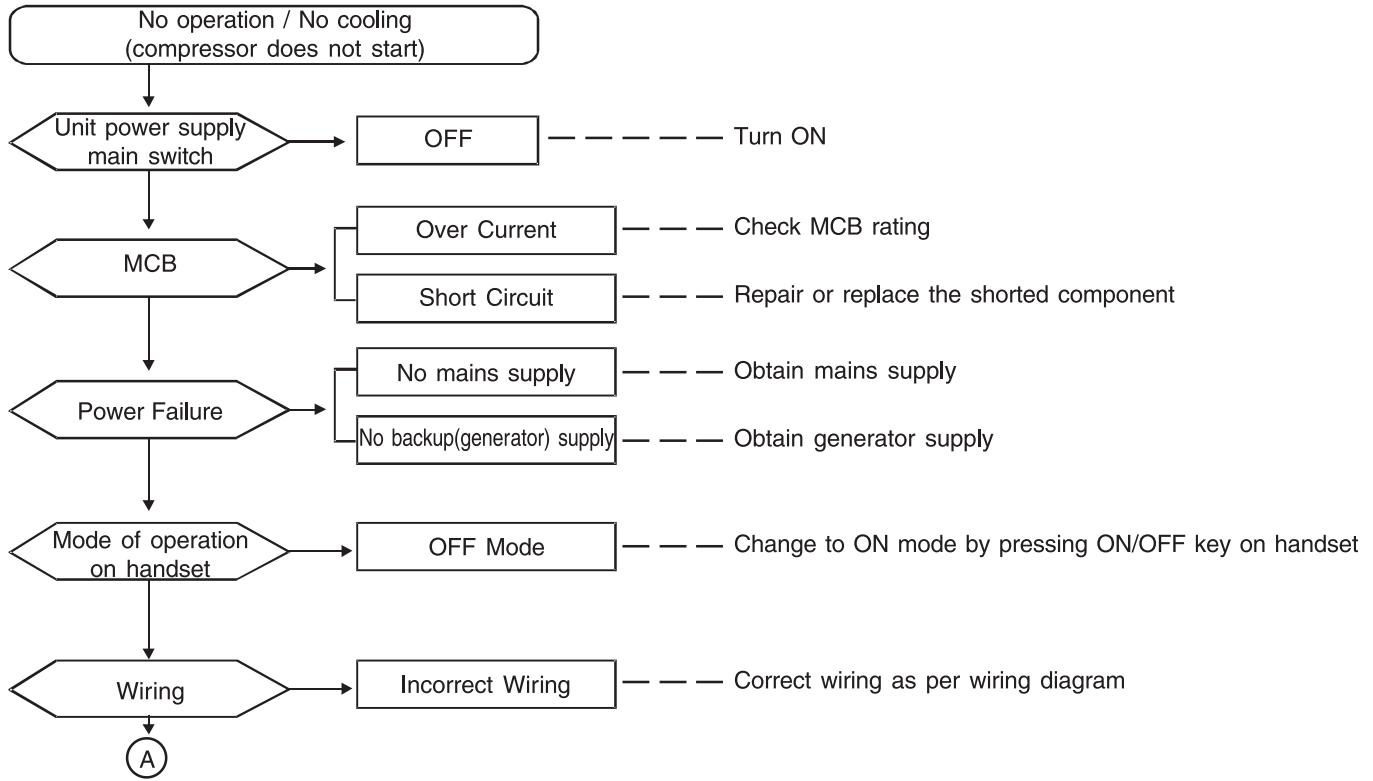 No operation / No cooling
(compressor does not start)
Unit power supply
main switch
OFF
Turn ON
MCB
Over Current
Check MCB rating
Short Circuit
Repair or replace the shorted component
Power Failure
No mains supply
Obtain mains supply
No backup(generator) supply
Obtain generator supply
Mode of operation
on handset
OFF Mode
Change to ON mode by pressing ON/OFF key on handset
Wiring
Incorrect Wiring
Correct wiring as per wiring diagram
A